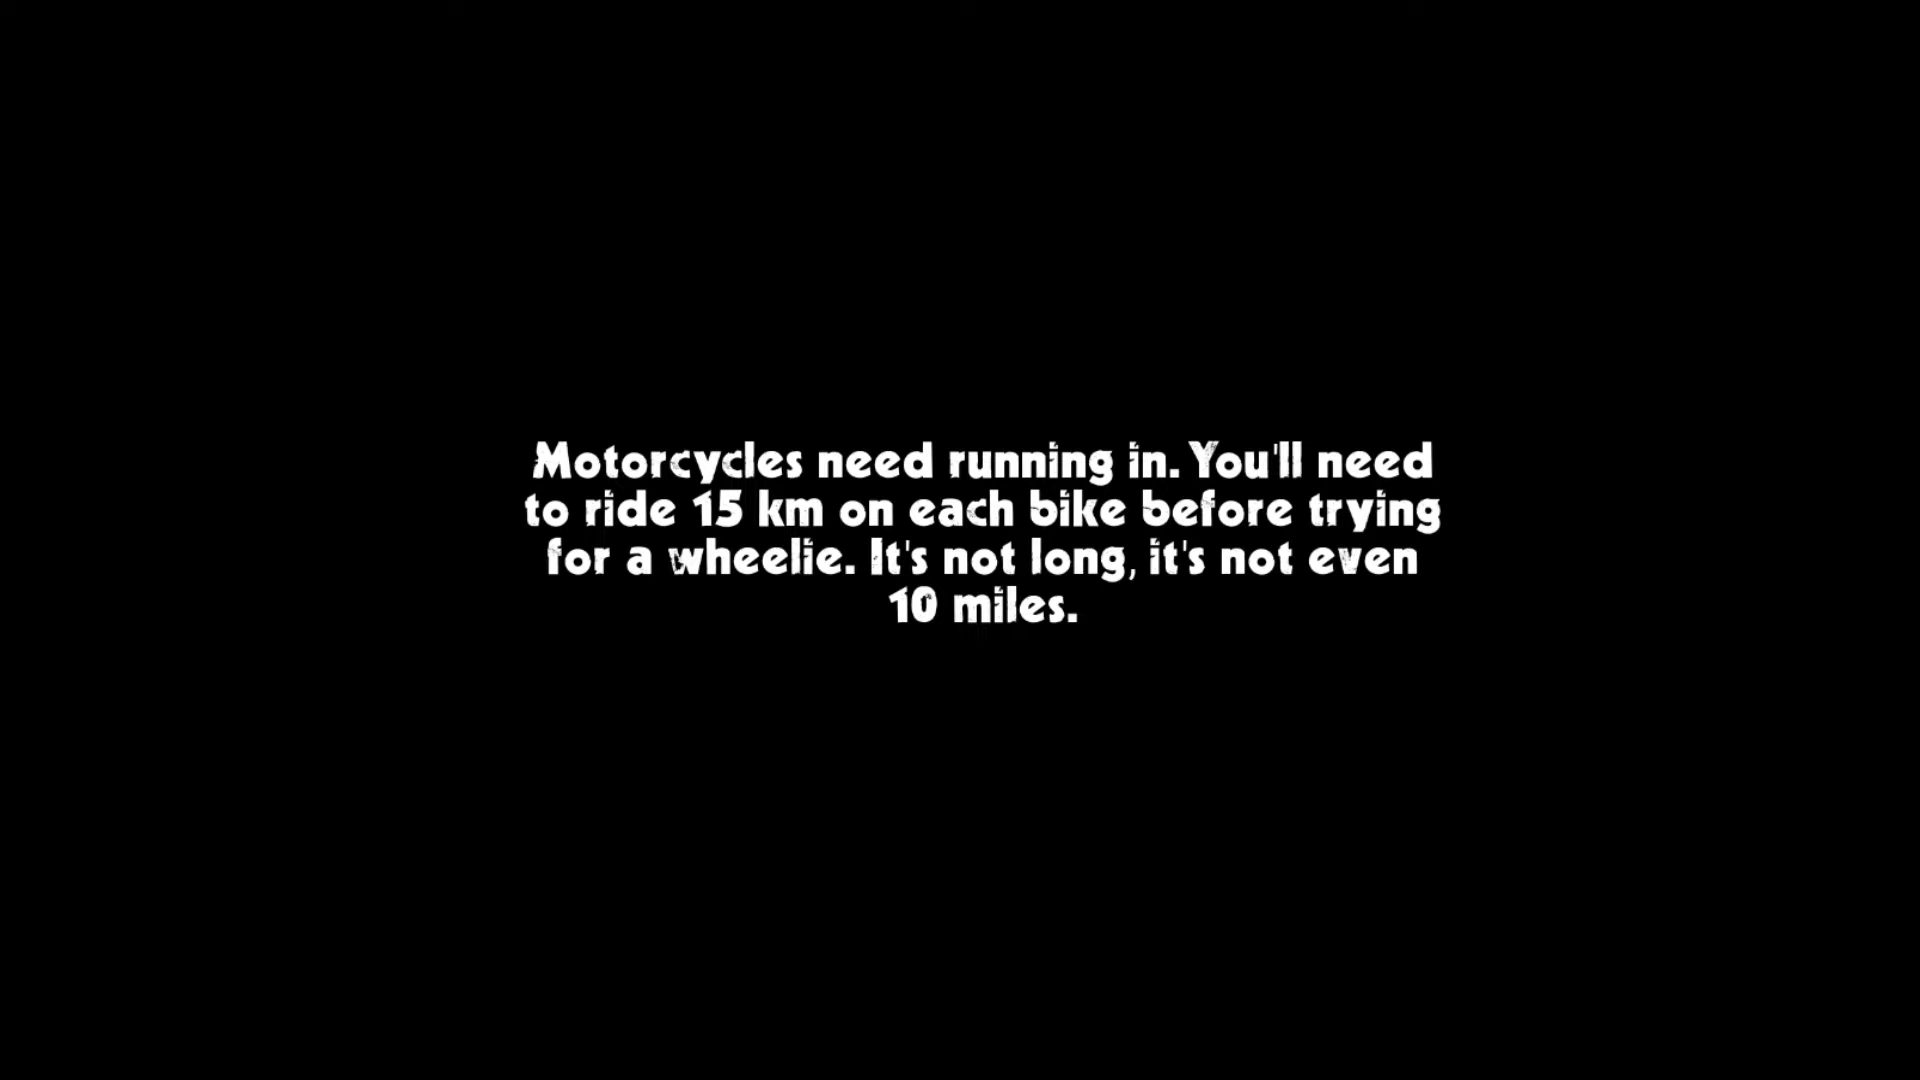 Motorcycles need running in. You'll need
to ride 15 km on each bike before trying
for a wheelie. It's not long, it's not even
10 miles.